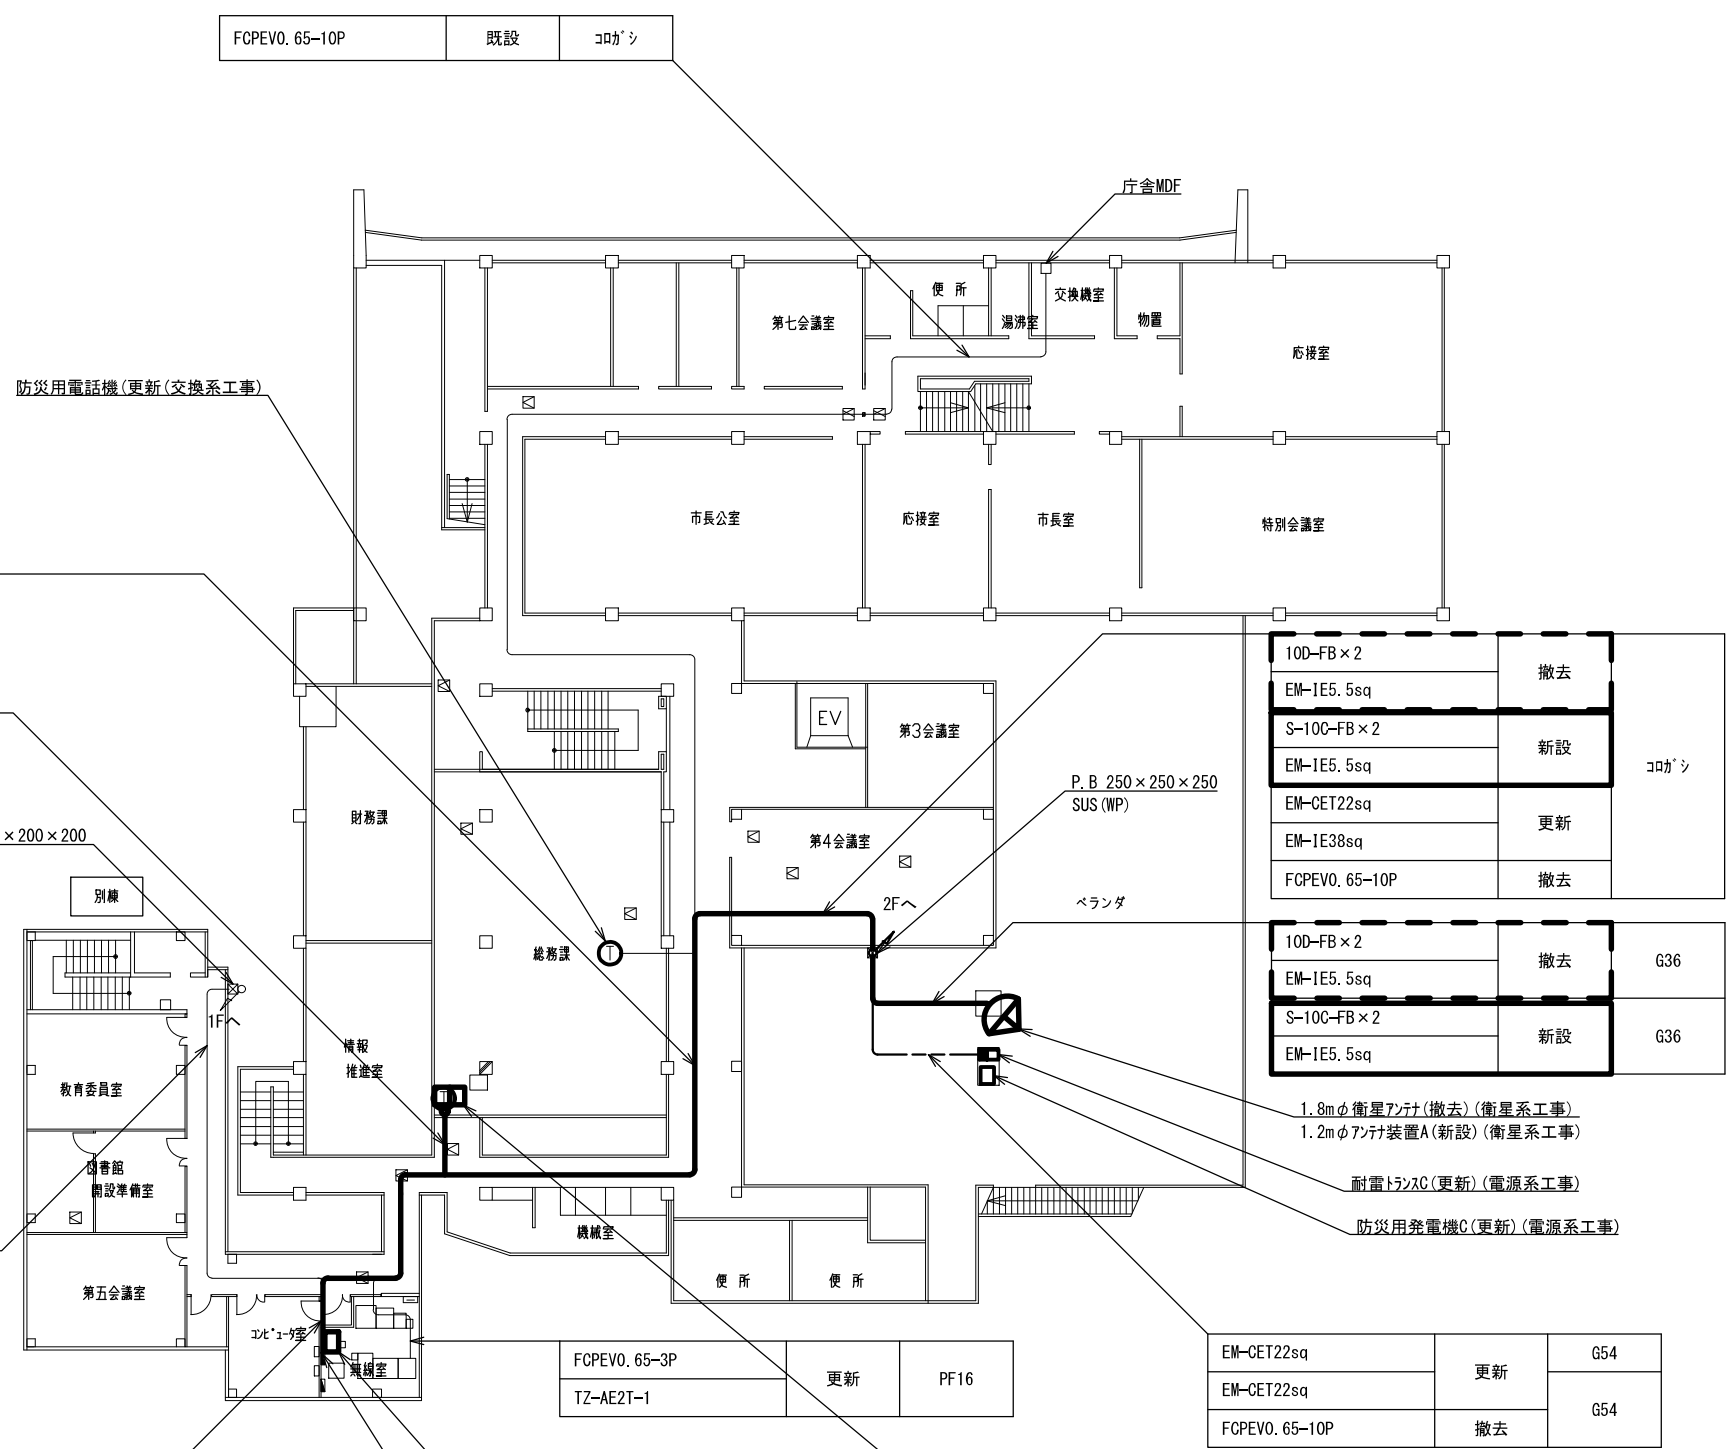 FCPEV0.65-10P 既設 ｺﾛｶﾞｼ
庁舎MDF
便 所
交換機室
第七会議室
湯沸室
物置
応接室
防災用電話機(更新(交換系工事)
市長公室
応接室
市長室
特別会議室
10D-FB×2
撤去
EM-IE5.5sq
S-10C-FB×2
新設
EM-IE5.5sq
ｺﾛｶﾞｼ
EM-CET22sq
更新
EM-IE38sq
FCPEV0.65-10P 撤去
EV
第3会議室
P.B 250×250×250
SUS(WP)
財務課
第4会議室
×200×200
別棟
2Fへ
ベランダ
10D-FB×2
撤去 G36
EM-IE5.5sq
S-10C-FB×2
新設 G36
EM-IE5.5sq
総務課
T
1Fへ
情報
推進室
教育委員室
1.8mφ衛星ｱﾝﾃﾅ(撤去)(衛星系工事)
1.2mφｱﾝﾃﾅ装置A(新設)(衛星系工事)
図書館
開設準備室
耐雷ﾄﾗﾝｽC(更新)(電源系工事)
防災用発電機C(更新)(電源系工事)
機械室
第五会議室
便 所
便 所
ｺﾝﾋﾟｭｰﾀ室
無線室
FCPEV0.65-3P
更新 PF16
TZ-AE2T-1
EM-CET22sq G54
更新
EM-CET22sq
G54
FCPEV0.65-10P 撤去